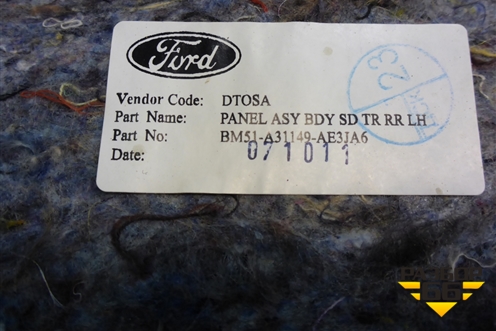 Ford
Vendor Code: DTOSA
Part Name: PANEL ASY BDY SD TR RR LH
Part No: BM51-A31149-AE3JA6
Date: 071011
23